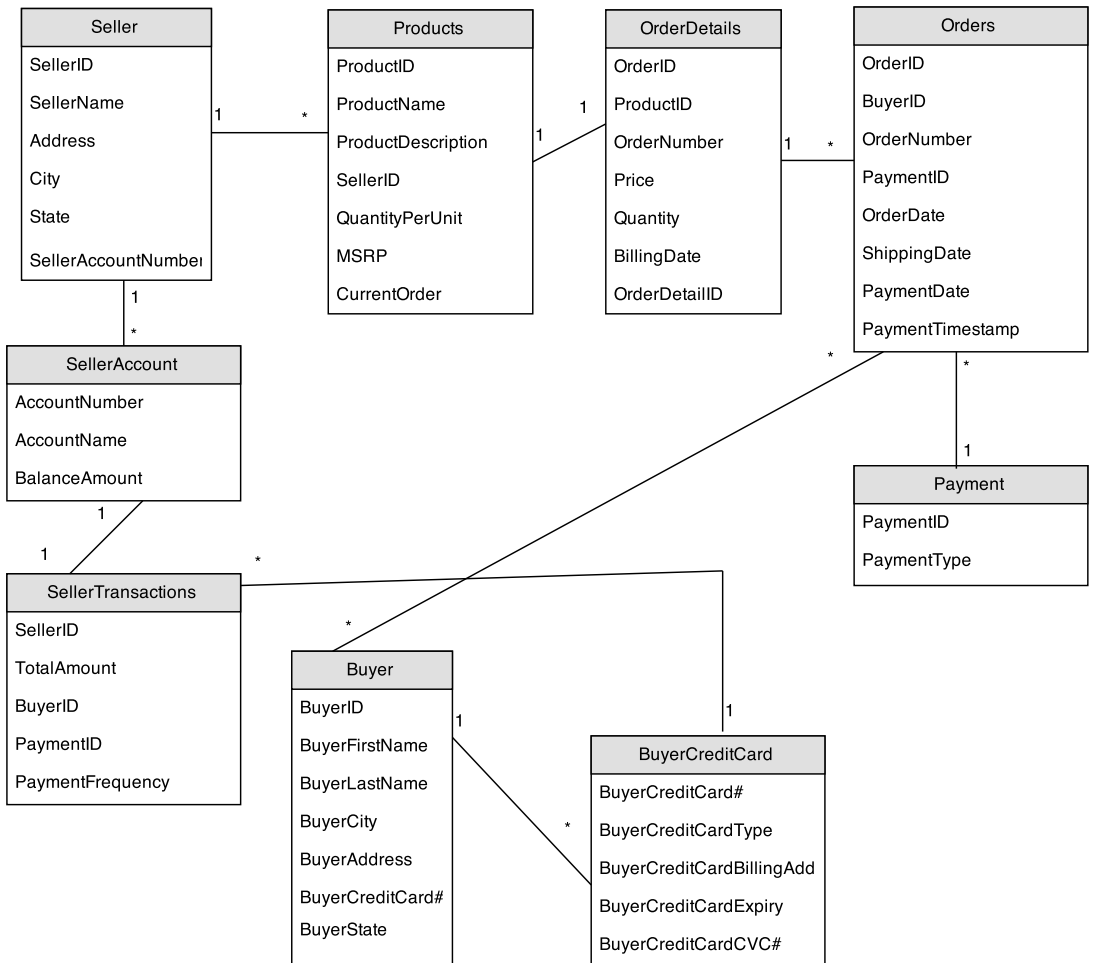 Seller
SellerID
SellerName
Address
City
State
SellerAccountNumber
1
*
Products
ProductID
ProductName
ProductDescription
SellerID
QuantityPerUnit
MSRP
CurrentOrder
1
1
OrderDetails
OrderID
ProductID
OrderNumber
Price
Quantity
BillingDate
OrderDetailID
1
*
Orders
OrderID
BuyerID
OrderNumber
PaymentID
OrderDate
ShippingDate
PaymentDate
PaymentTimestamp
1
*
*
*
1
SellerAccount
AccountNumber
AccountName
BalanceAmount
Payment
PaymentID
PaymentType
1
1
*
SellerTransactions
SellerID
TotalAmount
BuyerID
PaymentID
PaymentFrequency
*
Buyer
BuyerID
BuyerFirstName
BuyerLastName
BuyerCity
BuyerAddress
BuyerCreditCard#
BuyerState
1
*
1
BuyerCreditCard
BuyerCreditCard#
BuyerCreditCardType
BuyerCreditCardBillingAdd
BuyerCreditCardExpiry
BuyerCreditCardCVC#